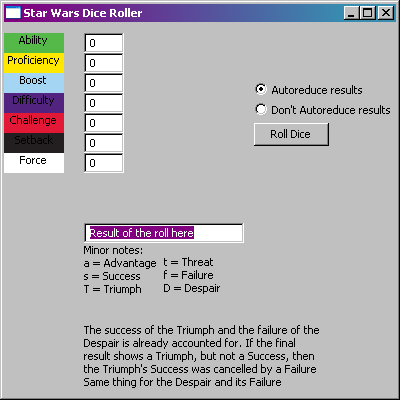 Star Wars Dice Roller
Ability 0
Proficiency 0
Boost 0
Difficulty 0
Challenge 0
Setback 0
Force 0
Autoreduce results
Don't Autoreduce results
Roll Dice
Result of the roll here
Minor notes:
a = Advantage t = Threat
s = Success f = Failure
T = Triumph D = Despair
The success of the Triumph and the failure of the
Despair is already accounted for. If the final
result shows a Triumph, but not a Success, then
the Triumph's Success was cancelled by a Failure
Same thing for the Despair and its Failure